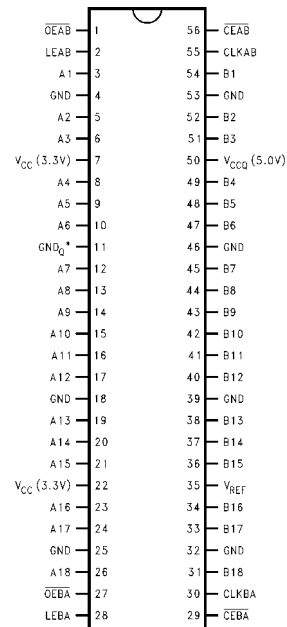 O̅E̅A̅B̅ 1 56 C̅E̅A̅B̅
LEAB 2 55 CLKAB
A1 3 54 B1
GND 4 53 GND
A2 5 52 B2
A3 6 51 B3
VCC (3.3V) 7 50 VCCQ (5.0V)
A4 8 49 B4
A5 9 48 B5
A6 10 47 B6
GNDQ* 11 46 GND
A7 12 45 B7
A8 13 44 B8
A9 14 43 B9
A10 15 42 B10
A11 16 41 B11
A12 17 40 B12
GND 18 39 GND
A13 19 38 B13
A14 20 37 B14
A15 21 36 B15
VCC (3.3V) 22 35 VREF
A16 23 34 B16
A17 24 33 B17
GND 25 32 GND
A18 26 31 B18
O̅E̅B̅A̅ 27 30 CLKBA
LEBA 28 29 C̅E̅B̅A̅